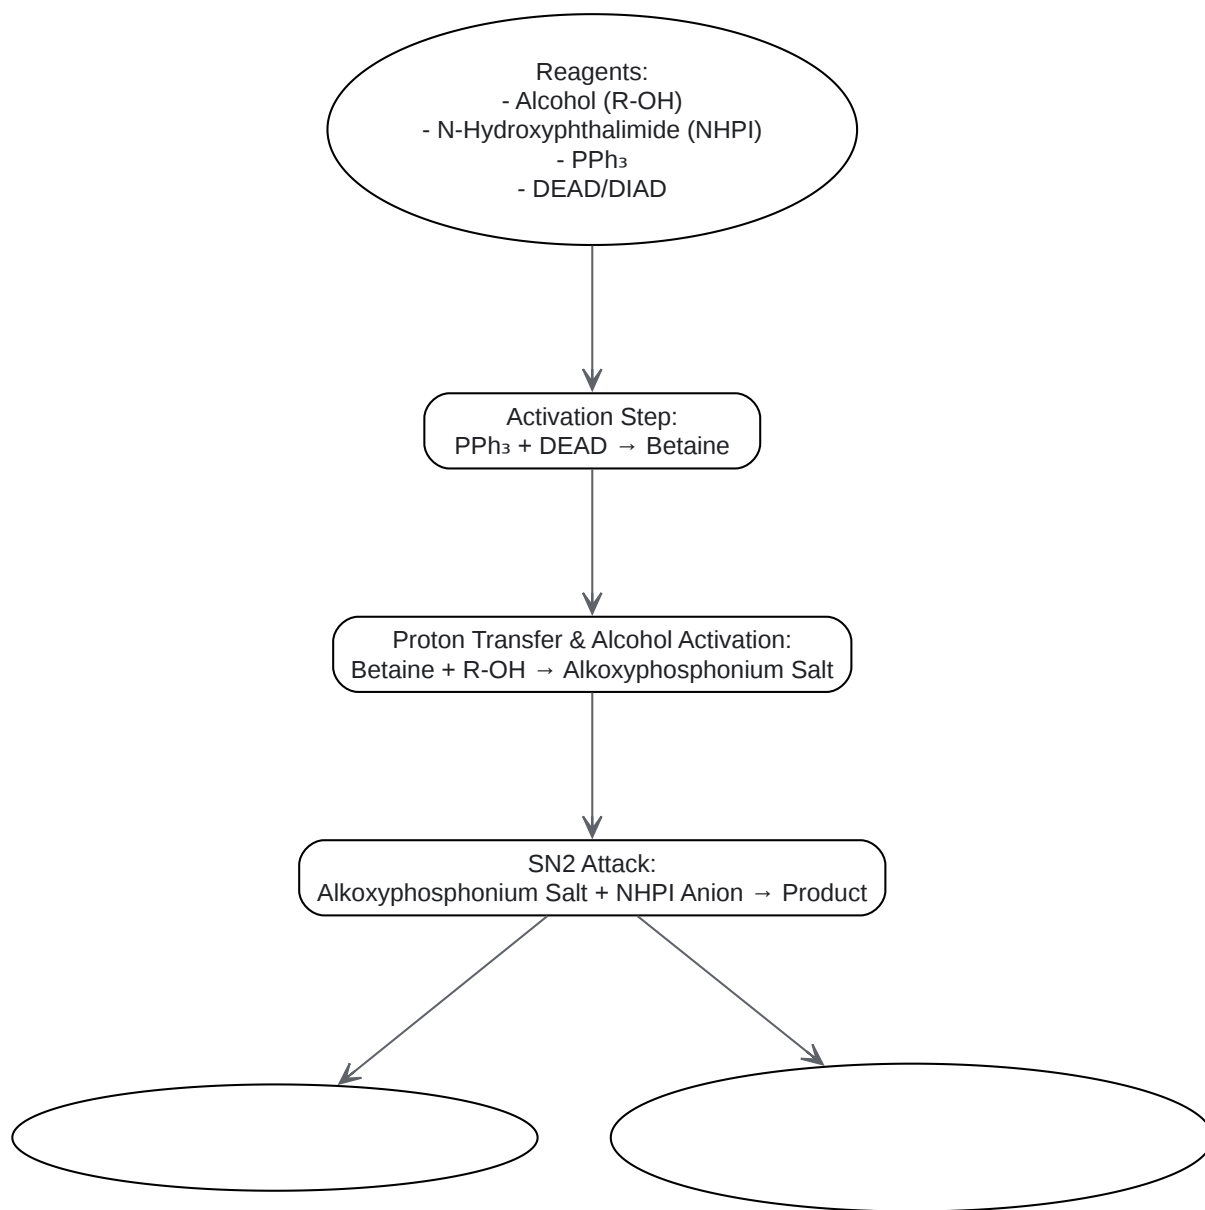 Reagents:
- Alcohol (R-OH)
- N-Hydroxyphthalimide (NHPI)
- PPh₃
- DEAD/DIAD
Activation Step:
PPh₃ + DEAD → Betaine
Proton Transfer & Alcohol Activation:
Betaine + R-OH → Alkoxyphosphonium Salt
SN2 Attack:
Alkoxyphosphonium Salt + NHPI Anion → Product